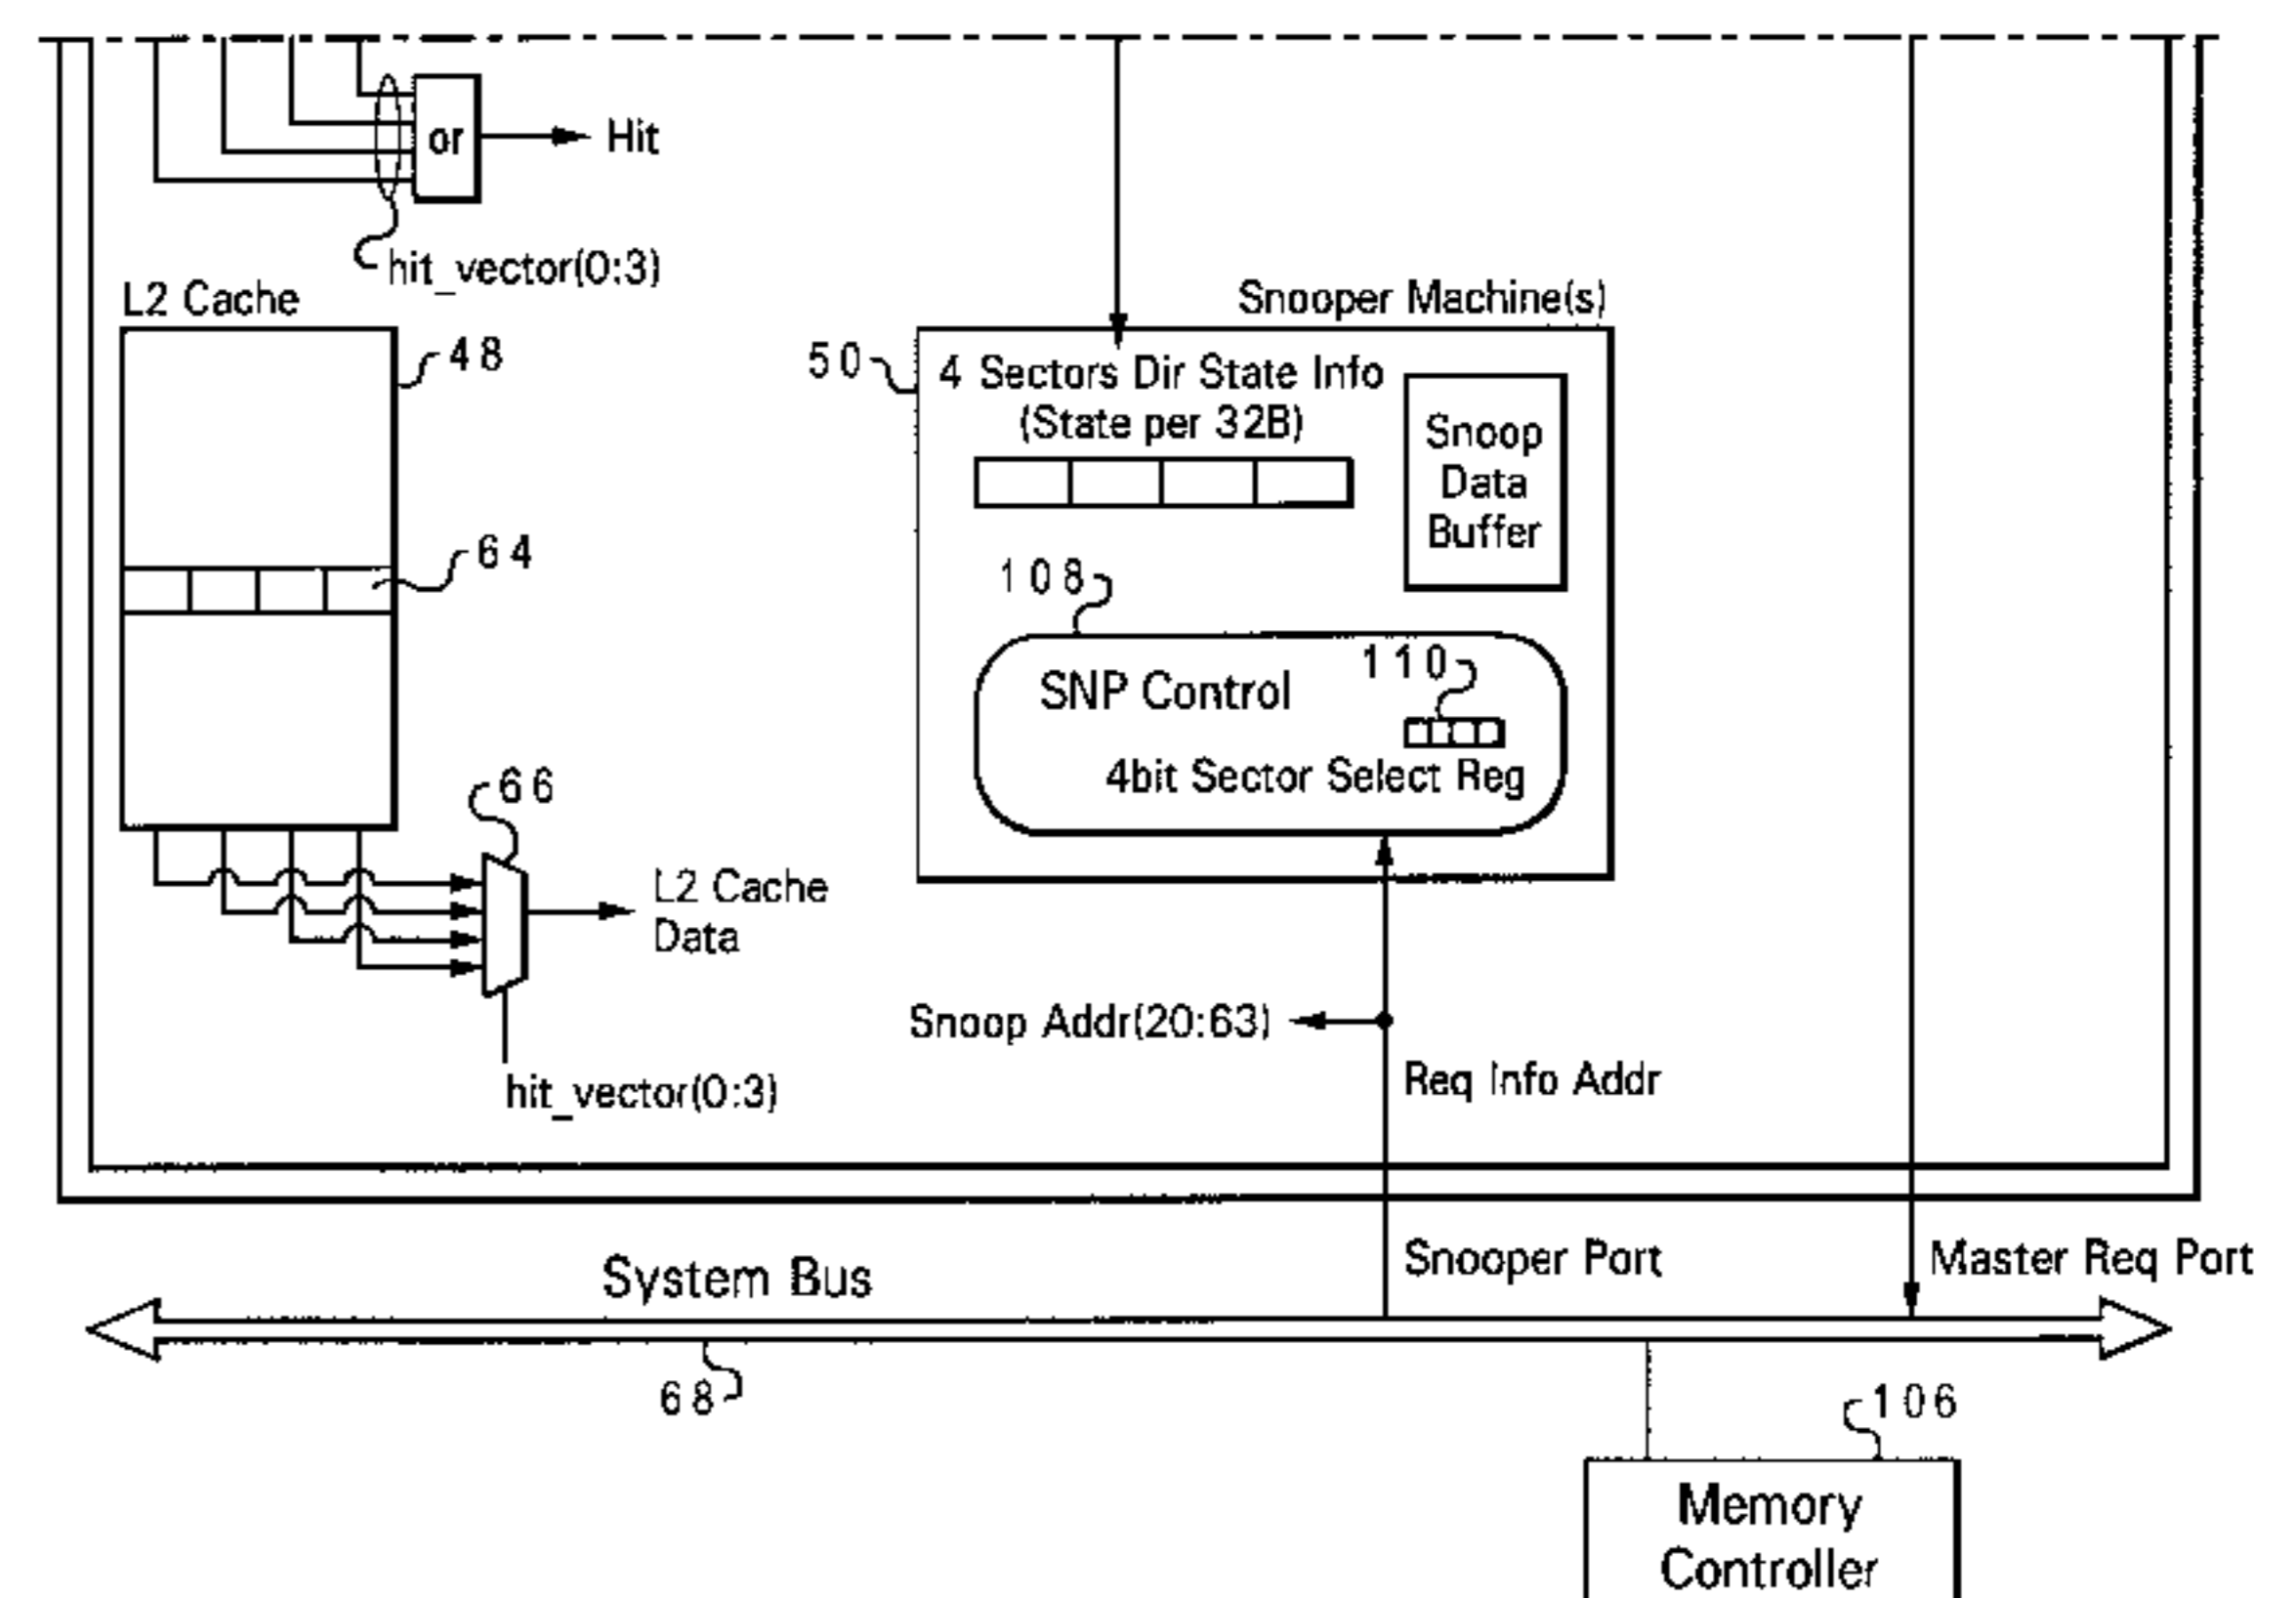 or
Hit
hit_vector(0:3)
L2 Cache
48
64
66
L2 Cache
Data
hit_vector(0:3)
Snooper Machine(s)
50
4 Sectors Dir State Info
(State per 32B)
Snoop
Data
Buffer
108
SNP Control
110
4bit Sector Select Reg
Snoop Addr(20:63)
Req Info Addr
System Bus
Snooper Port
Master Req Port
68
106
Memory
Controller